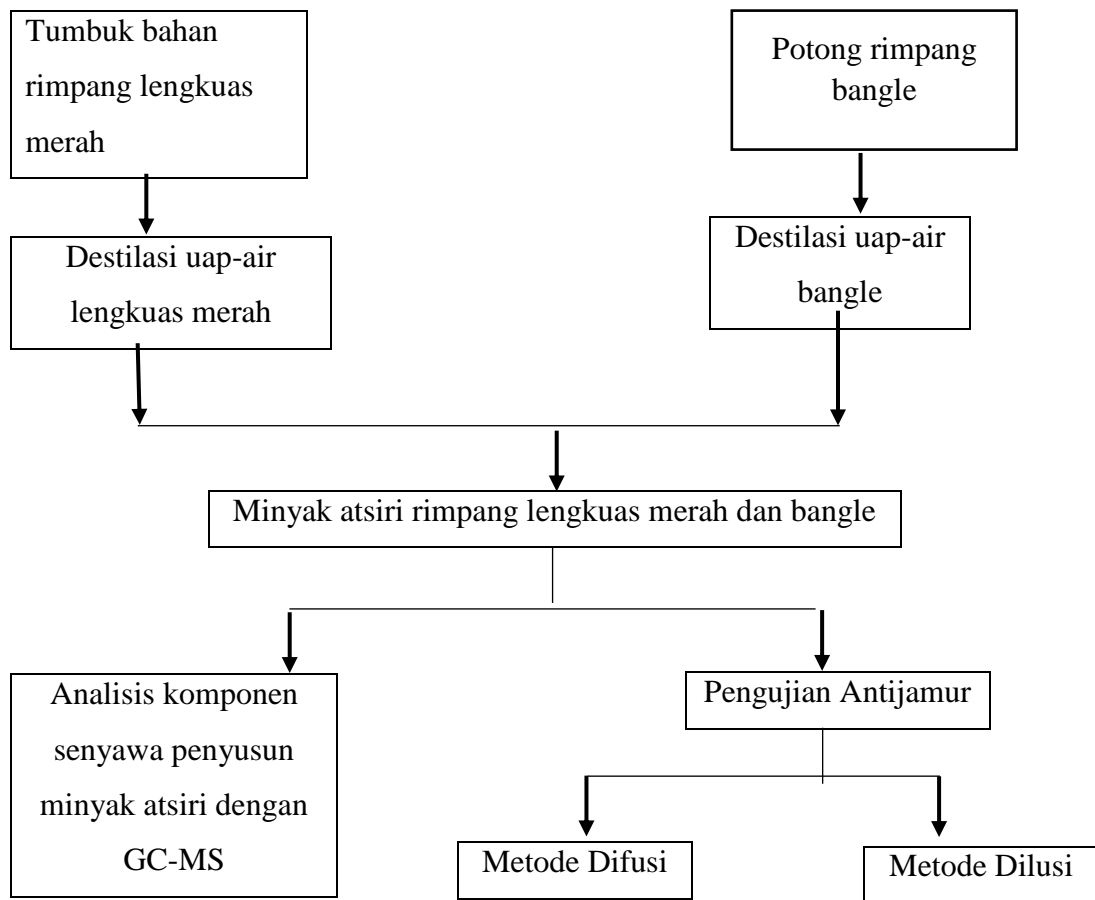 Tumbuk bahan
rimpang lengkuas
merah
Potong rimpang
bangle
Destilasi uap-air
lengkuas merah
Destilasi uap-air
bangle
Minyak atsiri rimpang lengkuas merah dan bangle
Analisis komponen
senyawa penyusun
minyak atsiri dengan
GC-MS
Pengujian Antijamur
Metode Difusi
Metode Dilusi